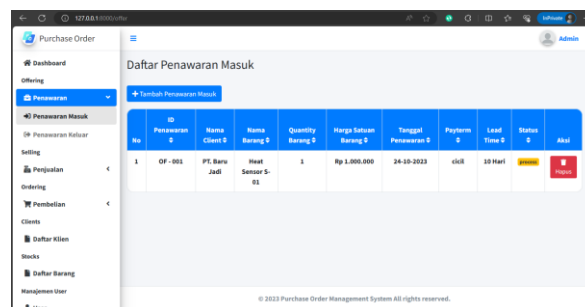 127.0.0.1:8000/offer
InPrivate
Purchase Order
Admin
Dashboard
Offering
Penawaran
Penawaran Masuk
Penawaran Keluar
Selling
Penjualan
Ordering
Pembelian
Clients
Daftar Klien
Stocks
Daftar Barang
Manajemen User
Daftar Penawaran Masuk
+ Tambah Penawaran Masuk
No ID Penawaran Nama Client Nama Barang Quantity Barang Harga Satuan Barang Tanggal Penawaran Payterm Lead Time Status Aksi
1 OF - 001 PT. Baru Jadi Heat Sensor S-01 1 Rp 1.000.000 24-10-2023 cicil 10 Hari process Hapus
© 2023 Purchase Order Management System All rights reserved.